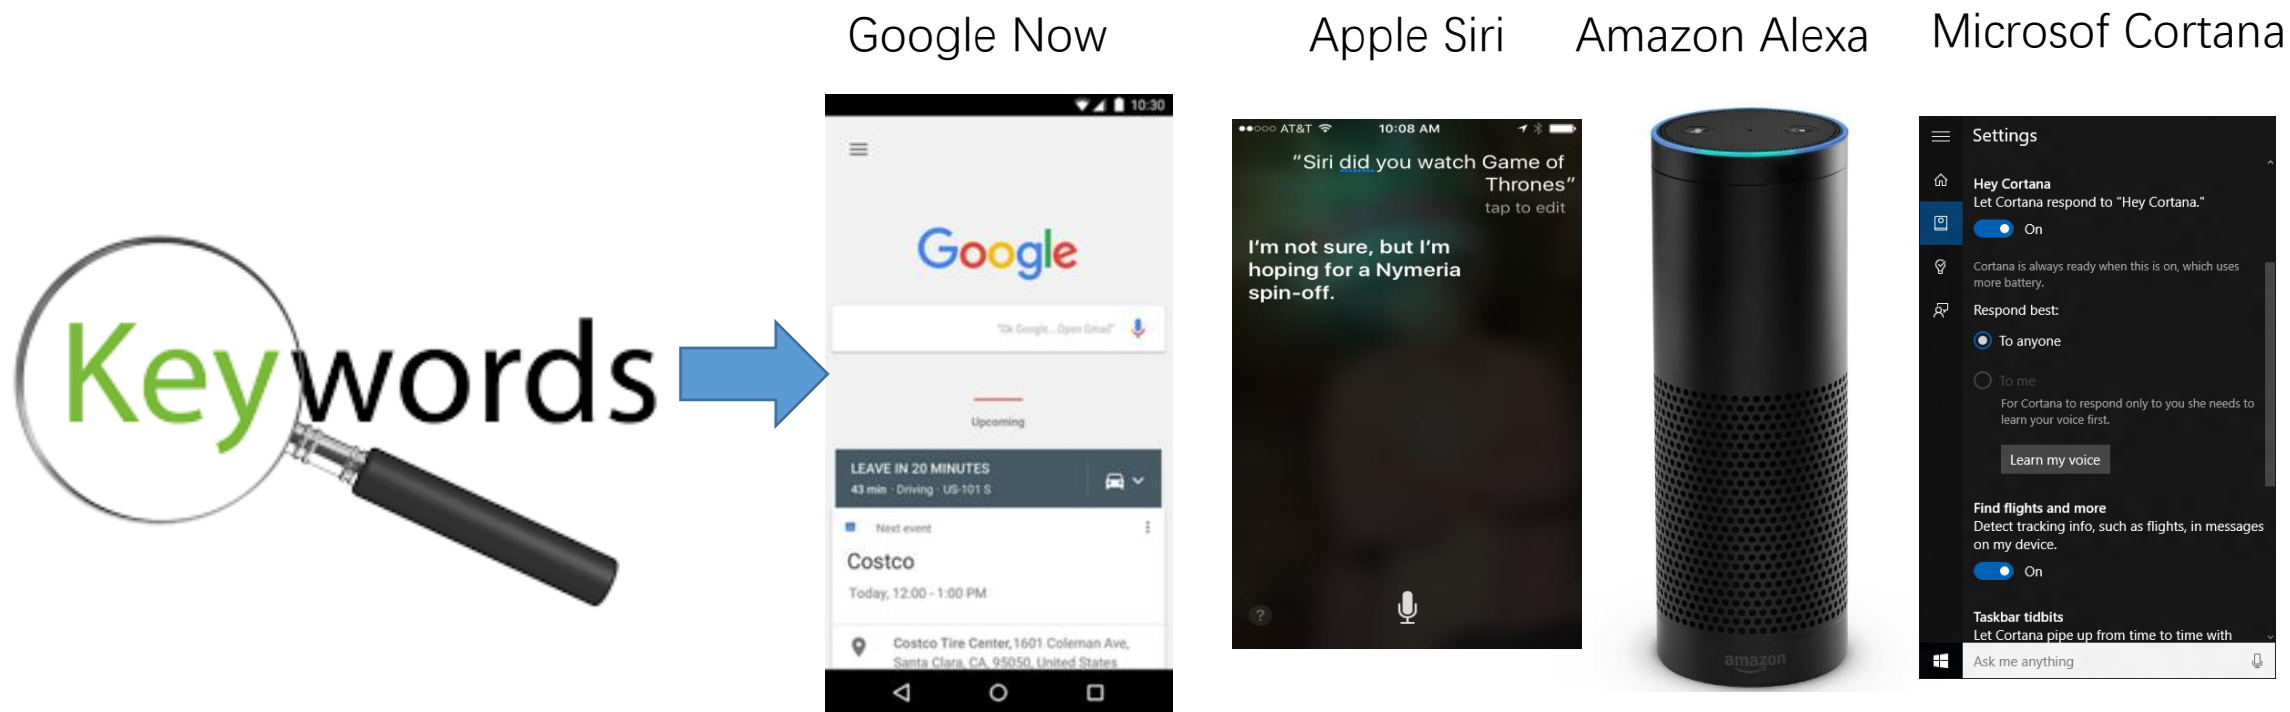 Google Now
Apple Siri
Amazon Alexa
Microsof Cortana
Keywords
10:30
Google
"Ok Google... Open Gmail"
Upcoming
LEAVE IN 20 MINUTES
43 min · Driving · US-101 S
Next event
Costco
Today, 12:00 - 1:00 PM
Costco Tire Center, 1601 Coleman Ave,
Santa Clara, CA, 95050, United States
AT&T
10:08 AM
"Siri did you watch Game of
Thrones"
tap to edit
I'm not sure, but I'm
hoping for a Nymeria
spin-off.
?
amazon
Settings
Hey Cortana
Let Cortana respond to "Hey Cortana."
On
Cortana is always ready when this is on, which uses
more battery.
Respond best:
To anyone
To me
For Cortana to respond only to you she needs to
learn your voice first.
Learn my voice
Find flights and more
Detect tracking info, such as flights, in messages
on my device.
On
Taskbar tidbits
Let Cortana pipe up from time to time with
Ask me anything